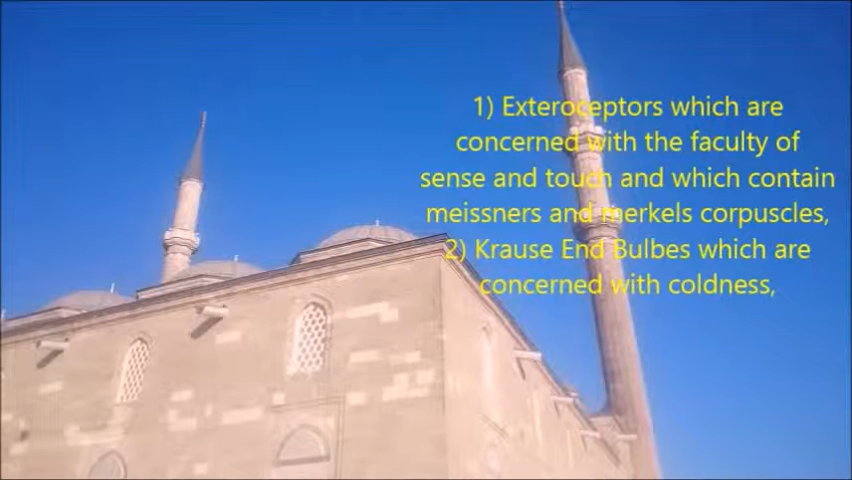 1) Exteroceptors which are
concerned with the faculty of
sense and touch and which contain
meissners and merkels corpuscles,
2) Krause End Bulbes which are
concerned with coldness,